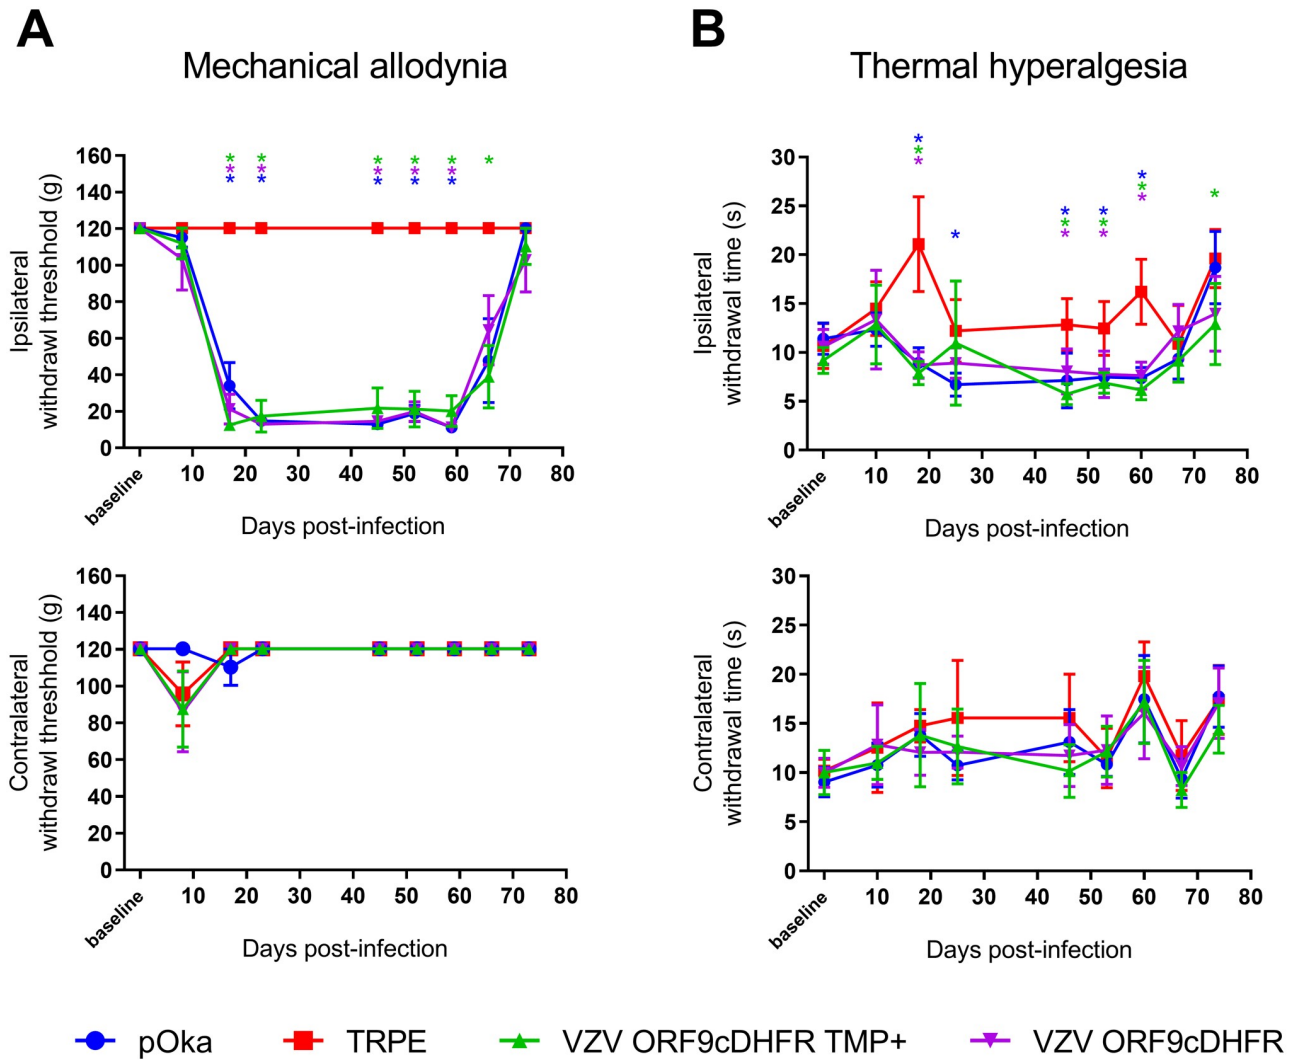 A
Mechanical allodynia
B
Thermal hyperalgesia
Ipsilateral
withdrawl threshhold (g)
160
140
120
100
80
60
40
20
0
* * * * * *
* * * * *
* * * * *
baseline 10 20 30 40 50 60 70 80
Days post-infection
Ipsilateral
withdrawal time (s)
30
25
20
15
10
5
0
* * * * * *
* * * *
* * * *
baseline 10 20 30 40 50 60 70 80
Days post-infection
Contralateral
withdrawl threshhold (g)
160
140
120
100
80
60
40
20
0
baseline 10 20 30 40 50 60 70 80
Days post-infection
Contralateral
withdrawal time (s)
30
25
20
15
10
5
0
baseline 10 20 30 40 50 60 70 80
Days post-infection
pOka TRPE VZV ORF9cDHFR TMP+ VZV ORF9cDHFR